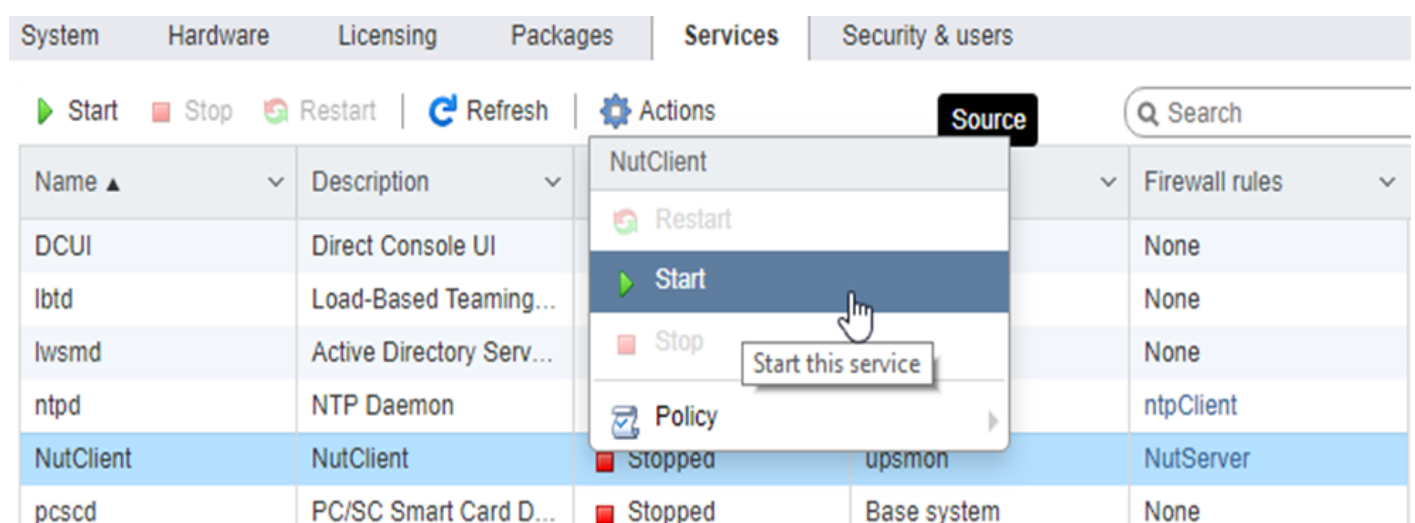 System Hardware Licensing Packages Services Security & users
Start Stop Restart Refresh Actions Source Search
Name ▲ Description Firewall rules
NutClient
Restart
Start
Stop
Start this service
Policy
DCUI Direct Console UI None
lbtd Load-Based Teaming... None
lwsmd Active Directory Serv... None
ntpd NTP Daemon ntpClient
NutClient NutClient Stopped upsmon NutServer
pcscd PC/SC Smart Card D... Stopped Base system None